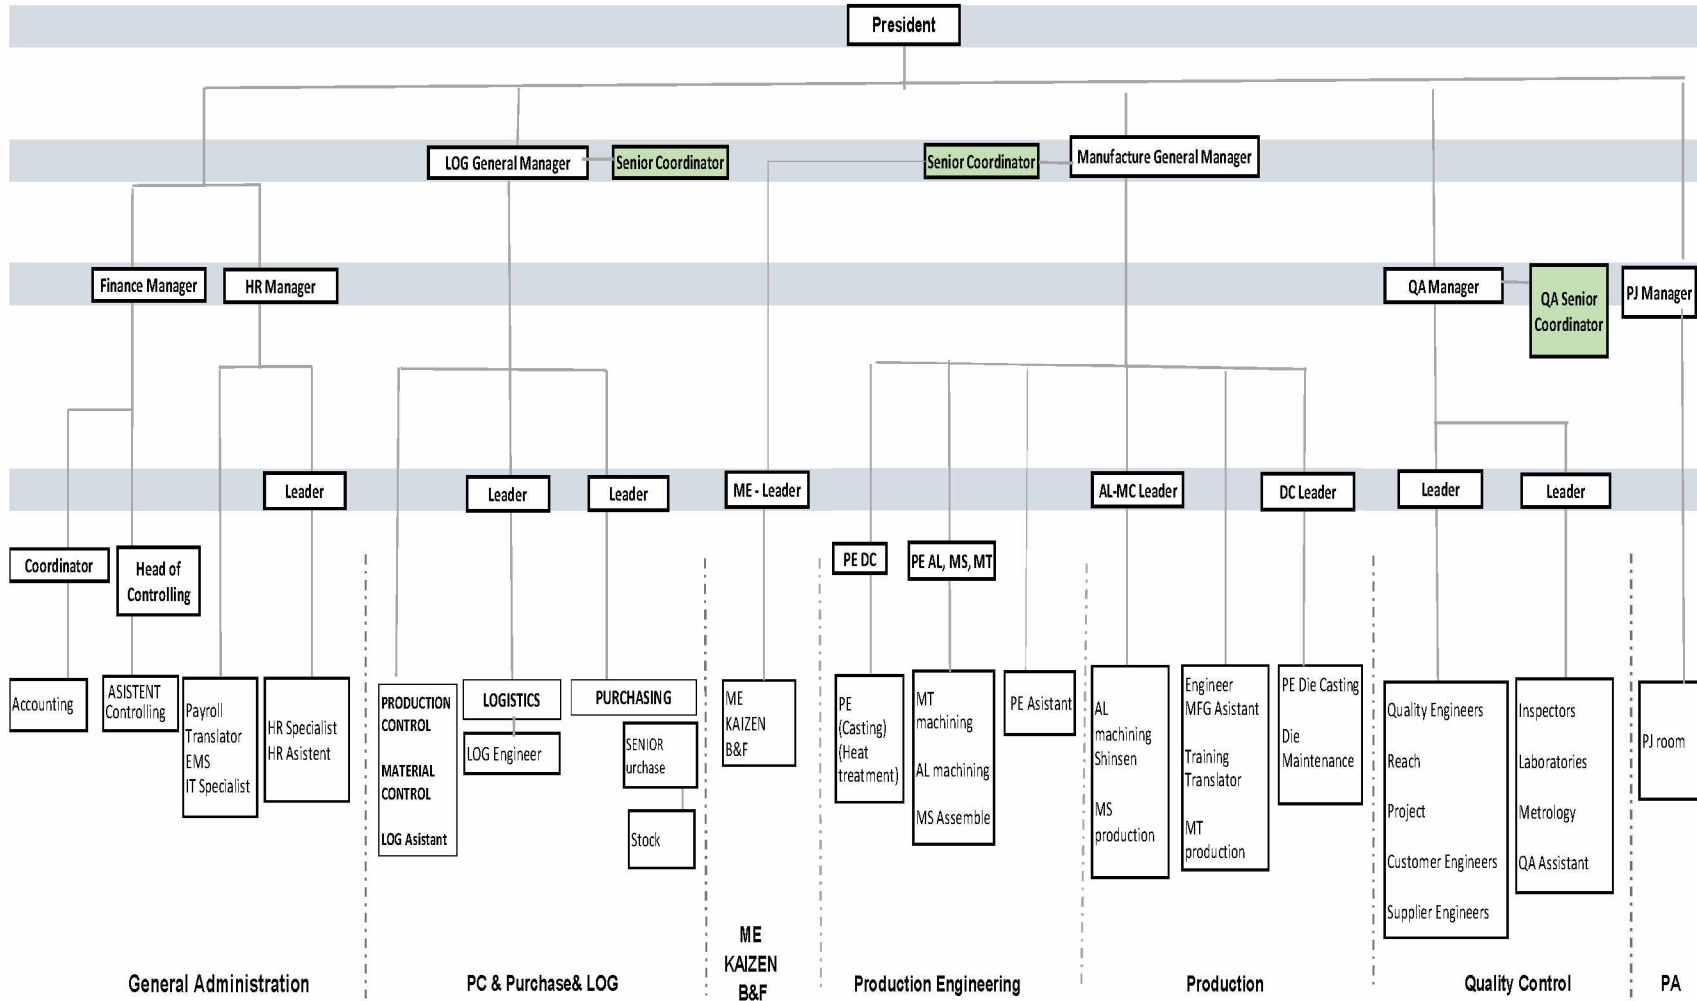 President
LOG General Manager
Senior Coordinator
Senior Coordinator
Manufacture General Manager
Finance Manager
HR Manager
QA Manager
QA Senior
Coordinator
PJ Manager
Leader
Leader
Leader
ME - Leader
AL-MC Leader
DC Leader
Leader
Leader
Coordinator
Head of
Controlling
PE DC
PE AL, MS, MT
Accounting
ASISTENT
Controlling
Payroll
Translator
EMS
IT Specialist
HR Specialist
HR Asistent
PRODUCTION
CONTROL
MATERIAL
CONTROL
LOG Asistant
LOGISTICS
LOG Engineer
PURCHASING
SENIOR
urchase
Stock
ME
KAIZEN
B&F
PE
(Casting)
(Heat
treatment)
MT
machining
AL machining
MS Assemble
PE Asistant
AL
machining
Shinsen
MS
production
Engineer
MFG Asistant
Training
Translator
MT
production
PE Die Casting
Die
Maintenance
Quality Engineers
Reach
Project
Customer Engineers
Supplier Engineers
Inspectors
Laboratories
Metrology
QA Assistant
PJ room
General Administration
PC & Purchase& LOG
ME
KAIZEN
B&F
Production Engineering
Production
Quality Control
PA